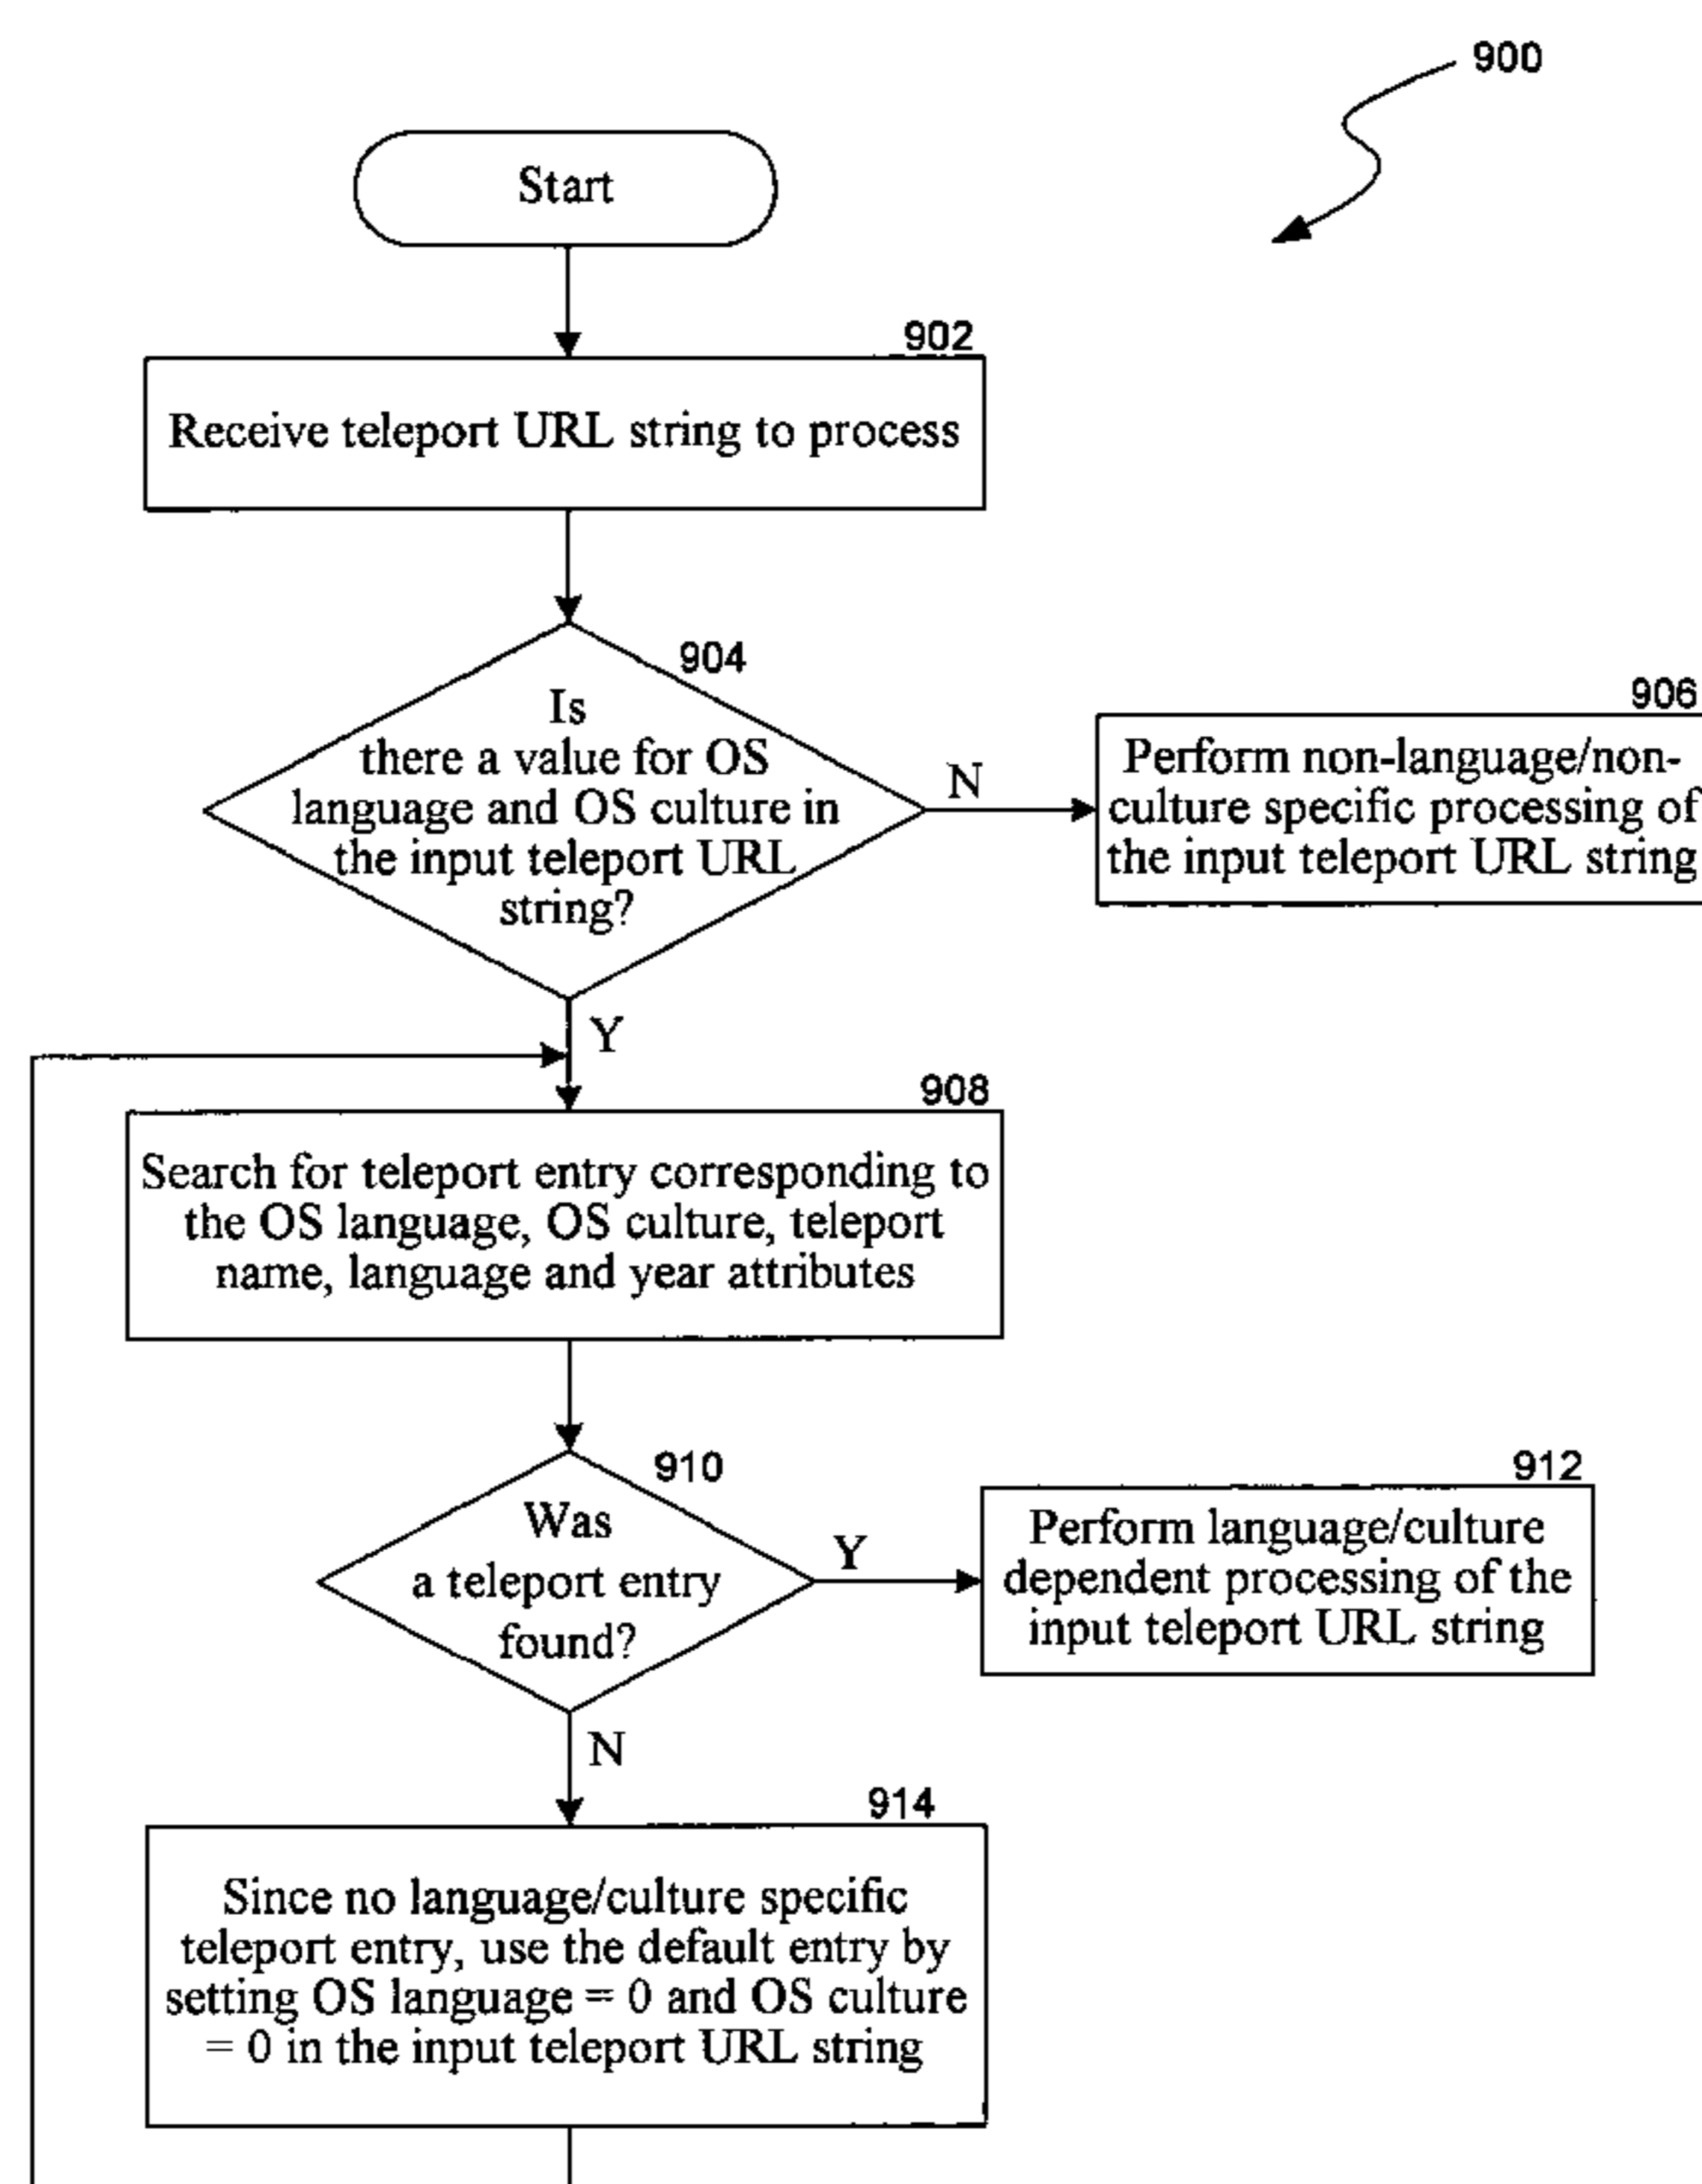 900
Start
902
Receive teleport URL string to process
904
Is
there a value for OS
language and OS culture in
the input teleport URL
string?
N
906
Perform non-language/non-
culture specific processing of
the input teleport URL string
Y
908
Search for teleport entry corresponding to
the OS language, OS culture, teleport
name, language and year attributes
910
Was
a teleport entry
found?
Y
912
Perform language/culture
dependent processing of the
input teleport URL string
N
914
Since no language/culture specific
teleport entry, use the default entry by
setting OS language = 0 and OS culture
= 0 in the input teleport URL string